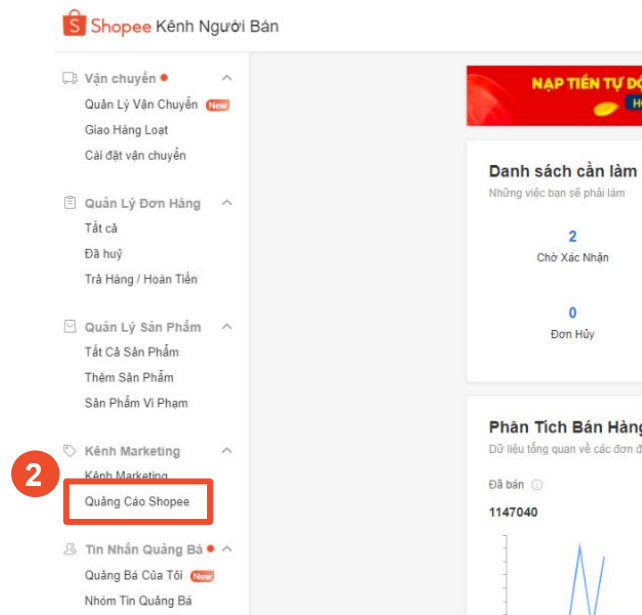 Shopee Kênh Người Bán
Vận chuyển
Quản Lý Vận Chuyển New
Giao Hàng Loạt
Cài đặt vận chuyển
Quản Lý Đơn Hàng
Tất cả
Đã huỷ
Trả Hàng / Hoàn Tiền
Quản Lý Sản Phẩm
Tất Cả Sản Phẩm
Thêm Sản Phẩm
Sản Phẩm Vi Phạm
Kênh Marketing
Kênh Marketing
2
Quảng Cáo Shopee
Tin Nhắn Quảng Bá
Quảng Bá Của Tôi New
Nhóm Tin Quảng Bá
NẠP TIỀN TỰ
Danh sách cần làm
Những việc bạn sẽ phải làm
2
Chờ Xác Nhận
0
Đơn Hủy
Phân Tích Bán Hàng
Dữ liệu tổng quan về các đơn
Đã bán
1147040